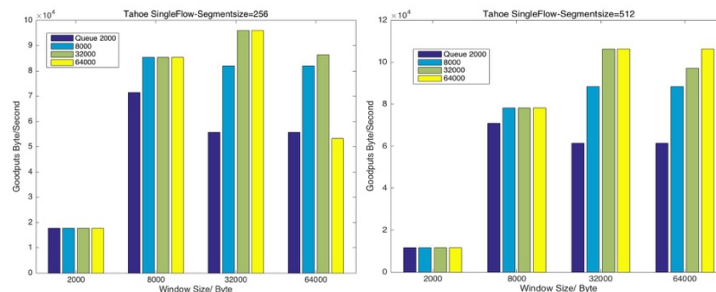 Tahoe SingleFlow-Segmentsize=256
×10⁴
10
9
8
7
6
5
4
3
2
1
0
Goodputs Byte/Second
Queue 2000
8000
32000
64000
2000 8000 32000 64000
Window Size/ Byte
Tahoe SingleFlow-Segmentsize=512
×10⁴
12
10
8
6
4
2
0
Goodputs Byte/Second
Queue 2000
8000
32000
64000
2000 8000 32000 64000
Window Size/ Byte